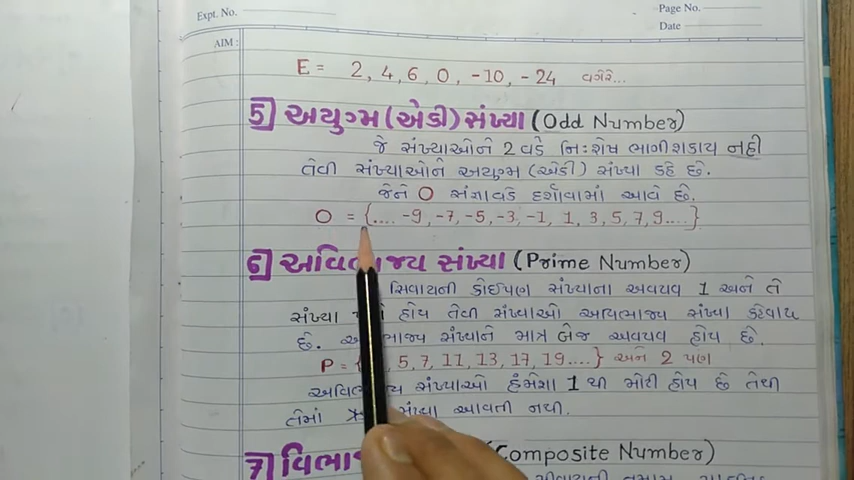 Expt. No.
Page No.
Date
AIM :
E = 2, 4, 6, 0, -10, -24 વગેરે...
5] અયુગ્મ (એકી) સંખ્યા (Odd Number)
જે સંખ્યાઓને 2 વડે નિઃશેષ ભાગી શકાય નહી
તેવી સંખ્યાઓને અયુગ્મ (એકી) સંખ્યા કહે છે.
જેને O સંજ્ઞાવડે દર્શાવામાં આવે છે.
O = {.... -9, -7, -5, -3, -1, 1, 3, 5, 7, 9....}
6] અવિભાજ્ય સંખ્યા (Prime Number)
સિવાયની કોઈપણ સંખ્યાના અવયવ 1 અને તે
સંખ્યા હોય તેવી સંખ્યાઓ અવિભાજ્ય સંખ્યા કહેવાય
છે. સંખ્યાને માત્ર બેજ અવયવ હોય છે.
P = { , 5, 7, 11, 13, 17, 19....} અને 2 પણ
સંખ્યાઓ હંમેશા 1 થી મોટી હોય છે તેથી
તેમાં સંખ્યા આવતી નથી.
7] (Composite Number)